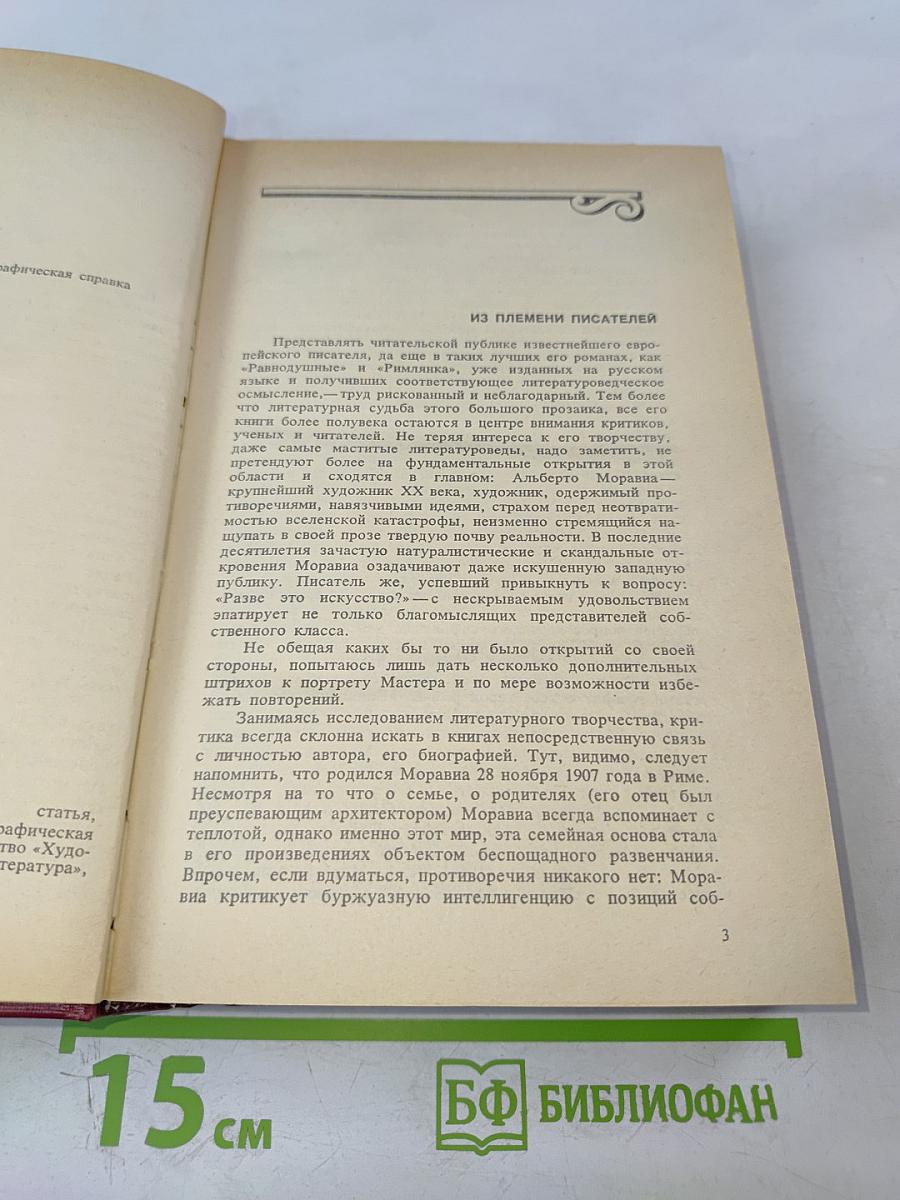 рафическая справка
статья,
рафическая
тво «Худо-
тература»,
ИЗ ПЛЕМЕНИ ПИСАТЕЛЕЙ
Представлять читательской публике известнейшего евро-
пейского писателя, да еще в таких лучших его романах, как
«Равнодушные» и «Римлянка», уже изданных на русском
языке и получивших соответствующее литературоведческое
осмысление,— труд рискованный и неблагодарный. Тем более
что литературная судьба этого большого прозаика, все его
книги более полувека остаются в центре внимания критиков,
ученых и читателей. Не теряя интереса к его творчеству,
даже самые маститые литературоведы, надо заметить, не
претендуют более на фундаментальные открытия в этой
области и сходятся в главном: Альберто Моравиа—
крупнейший художник XX века, художник, одержимый про-
тиворечиями, навязчивыми идеями, страхом перед неотврати-
мостью вселенской катастрофы, неизменно стремящийся на-
щупать в своей прозе твердую почву реальности. В последние
десятилетия зачастую натуралистические и скандальные от-
кровения Моравиа озадачивают даже искушенную западную
публику. Писатель же, успевший привыкнуть к вопросу:
«Разве это искусство?» — с нескрываемым удовольствием
эпатирует не только благомыслящих представителей соб-
ственного класса.
Не обещая каких бы то ни было открытий со своей
стороны, попытаюсь лишь дать несколько дополнительных
штрихов к портрету Мастера и по мере возможности избе-
жать повторений.
Занимаясь исследованием литературного творчества, кри-
тика всегда склонна искать в книгах непосредственную связь
с личностью автора, его биографией. Тут, видимо, следует
напомнить, что родился Моравиа 28 ноября 1907 года в Риме.
Несмотря на то что о семье, о родителях (его отец был
преуспевающим архитектором) Моравиа всегда вспоминает с
теплотой, однако именно этот мир, эта семейная основа стала
в его произведениях объектом беспощадного развенчания.
Впрочем, если вдуматься, противоречия никакого нет: Мора-
виа критикует буржуазную интеллигенцию с позиций соб-
3
15 см
БФ БИБЛИОФАН